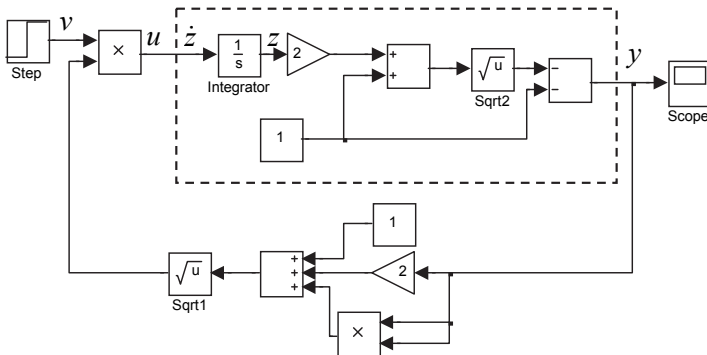 v
u
ż
z
y
Step
×
1
s
Integrator
2
+
+
√u
Sqrt2
−
−
Scope
1
1
√u
Sqrt1
+
+
+
2
×